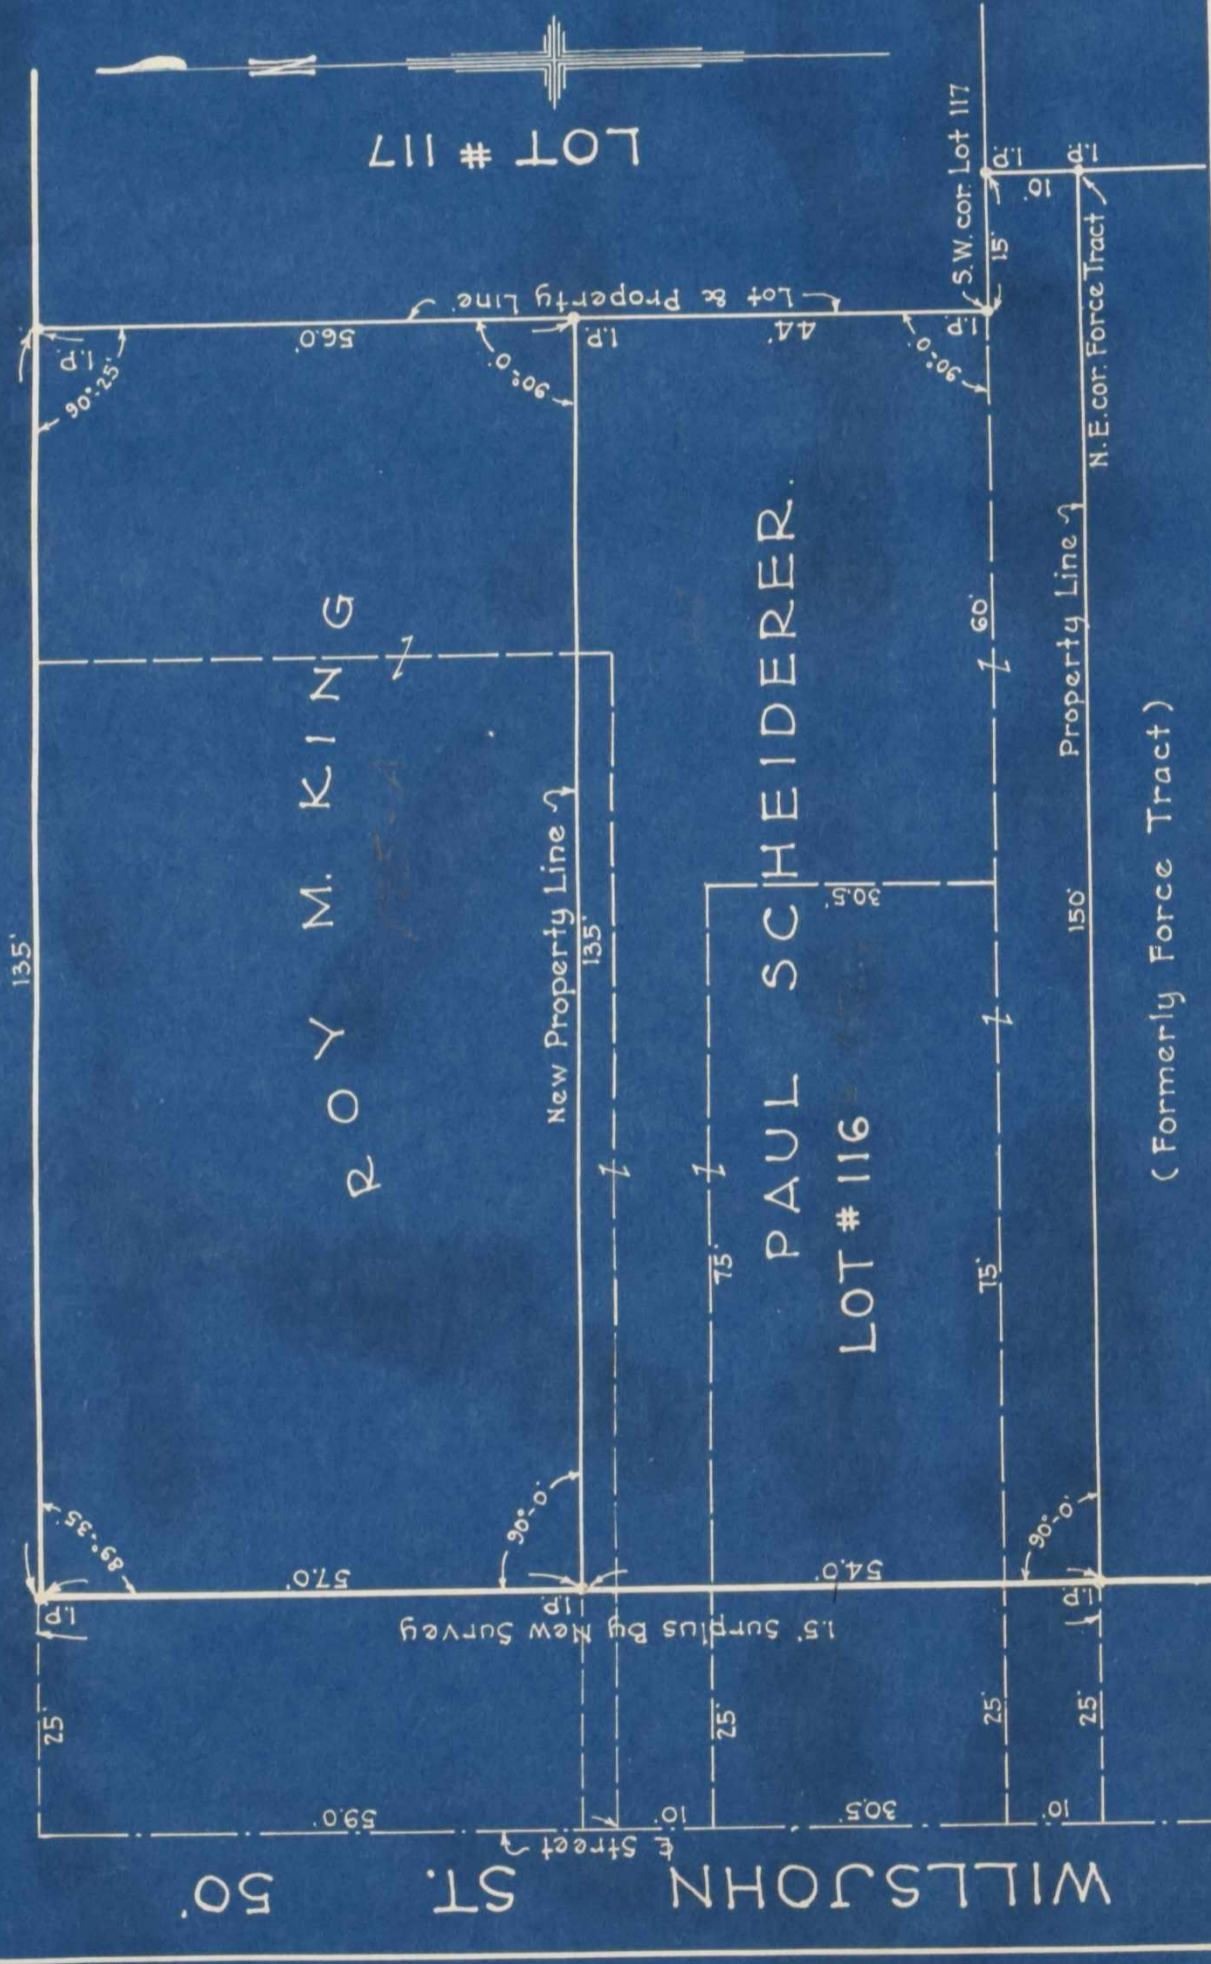 N
LOT # 117
135'
I.P.
90°-25'
56.0'
Lot & Property Line
90°-0'
I.P.
44'
90°-0'
I.P.
S.W. cor. Lot 117
15'
I.P.
10'
I.P.
N.E. cor. Force Tract
ROY M. KING
New Property Line
135'
PAUL SCHEIDERER.
LOT # 116
30.5'
75'
60'
75'
Property Line
150'
(Formerly Force Tract)
89°-35'
I.P.
57.0'
90°-0'
I.P.
54.0'
90°-0'
I.P.
1.5' Surplus By New Survey
25'
25'
25'
25'
59.0'
10'
30.5'
10'
℄ Street
WILLSJOHN ST. 50'